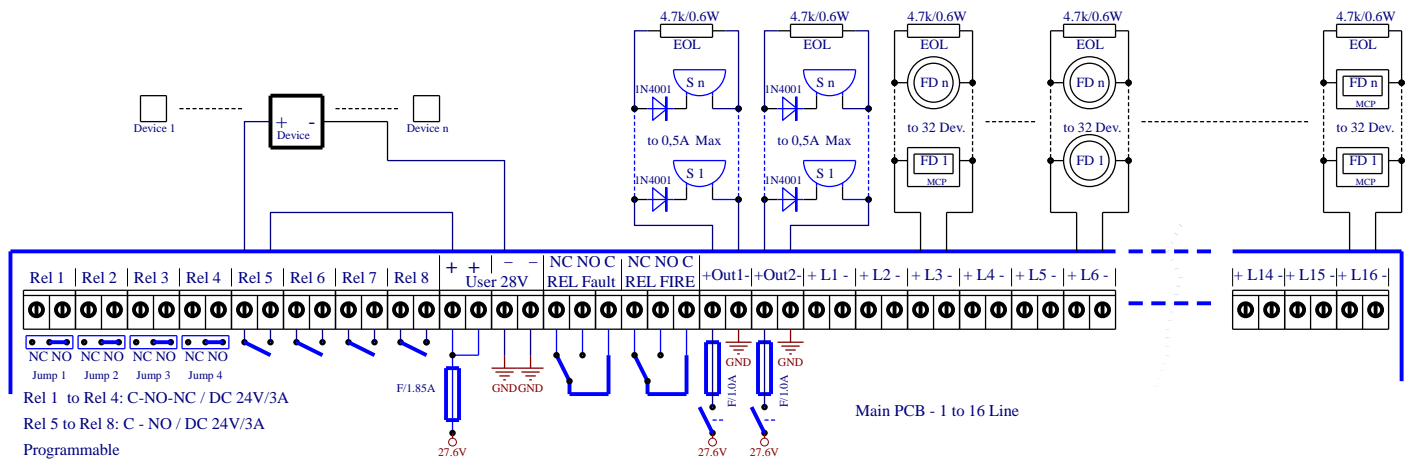 4.7k/0.6W 4.7k/0.6W 4.7k/0.6W 4.7k/0.6W 4.7k/0.6W
EOL EOL EOL EOL EOL
S n S n FD n FD n FD n
1N4001 1N4001 MCP
Device 1 + - Device Device n
to 0,5A Max to 0,5A Max to 32 Dev. to 32 Dev. to 32 Dev.
S 1 S 1 FD 1 FD 1 FD 1
1N4001 1N4001 MCP MCP
Rel 1 Rel 2 Rel 3 Rel 4 Rel 5 Rel 6 Rel 7 Rel 8 + + - - NC NO C NC NO C +Out1- +Out2- + L1 - + L2 - + L3 - + L4 - + L5 - + L6 - + L14 - + L15 - + L16 -
User 28V REL Fault REL FIRE
NC NO NC NO NC NO NC NO
Jump 1 Jump 2 Jump 3 Jump 4
GND GND
F/1.85A GND GND F/1.0A F/1.0A
Rel 1 to Rel 4: C-NO-NC / DC 24V/3A
Main PCB - 1 to 16 Line
Rel 5 to Rel 8: C - NO / DC 24V/3A
Programmable 27.6V 27.6V 27.6V